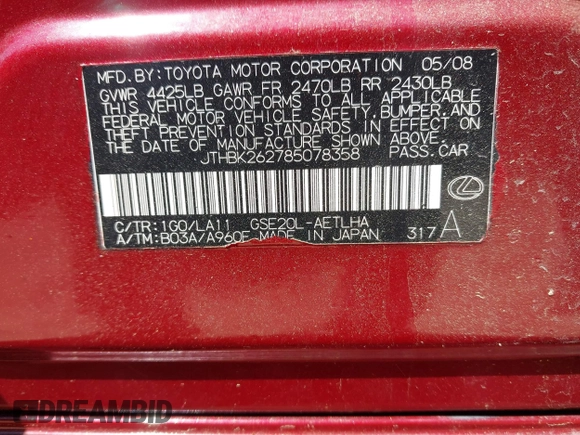 MFD. BY: TOYOTA MOTOR CORPORATION 05/08
GVWR 4425LB GAWR FR 2470LB RR 2430LB
THIS VEHICLE CONFORMS TO ALL APPLICABLE
FEDERAL MOTOR VEHICLE SAFETY, BUMPER, AND
THEFT PREVENTION STANDARDS IN EFFECT ON
THE DATE OF MANUFACTURE SHOWN ABOVE.
JTHBK262785078358 PASS. CAR
C/TR: 1G0/LA11 GSE20L-AETLHA
A/TM: B03A/A960E MADE IN JAPAN 317 A
DREAMBID